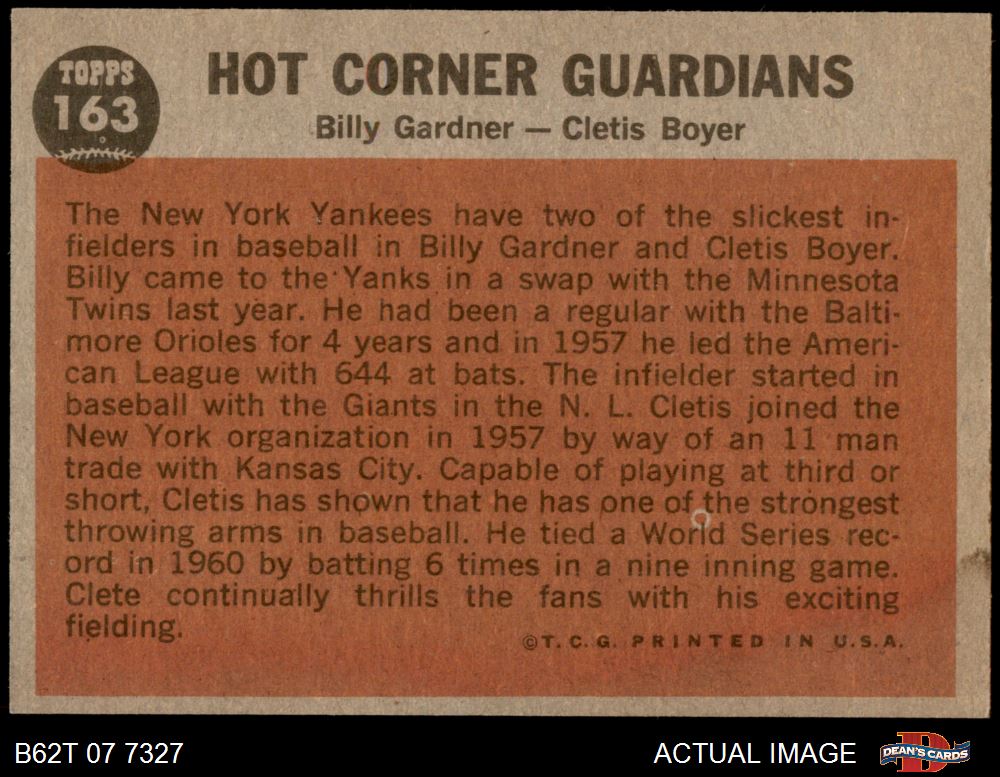 TOPPS
163
HOT CORNER GUARDIANS
Billy Gardner — Cletis Boyer
The New York Yankees have two of the slickest in-
fielders in baseball in Billy Gardner and Cletis Boyer.
Billy came to the Yanks in a swap with the Minnesota
Twins last year. He had been a regular with the Balti-
more Orioles for 4 years and in 1957 he led the Ameri-
can League with 644 at bats. The infielder started in
baseball with the Giants in the N. L. Cletis joined the
New York organization in 1957 by way of an 11 man
trade with Kansas City. Capable of playing at third or
short, Cletis has shown that he has one of the strongest
throwing arms in baseball. He tied a World Series rec-
ord in 1960 by batting 6 times in a nine inning game.
Clete continually thrills the fans with his exciting
fielding.
©T.C.G. PRINTED IN U.S.A.
B62T 07 7327
ACTUAL IMAGE
DEAN'S CARDS